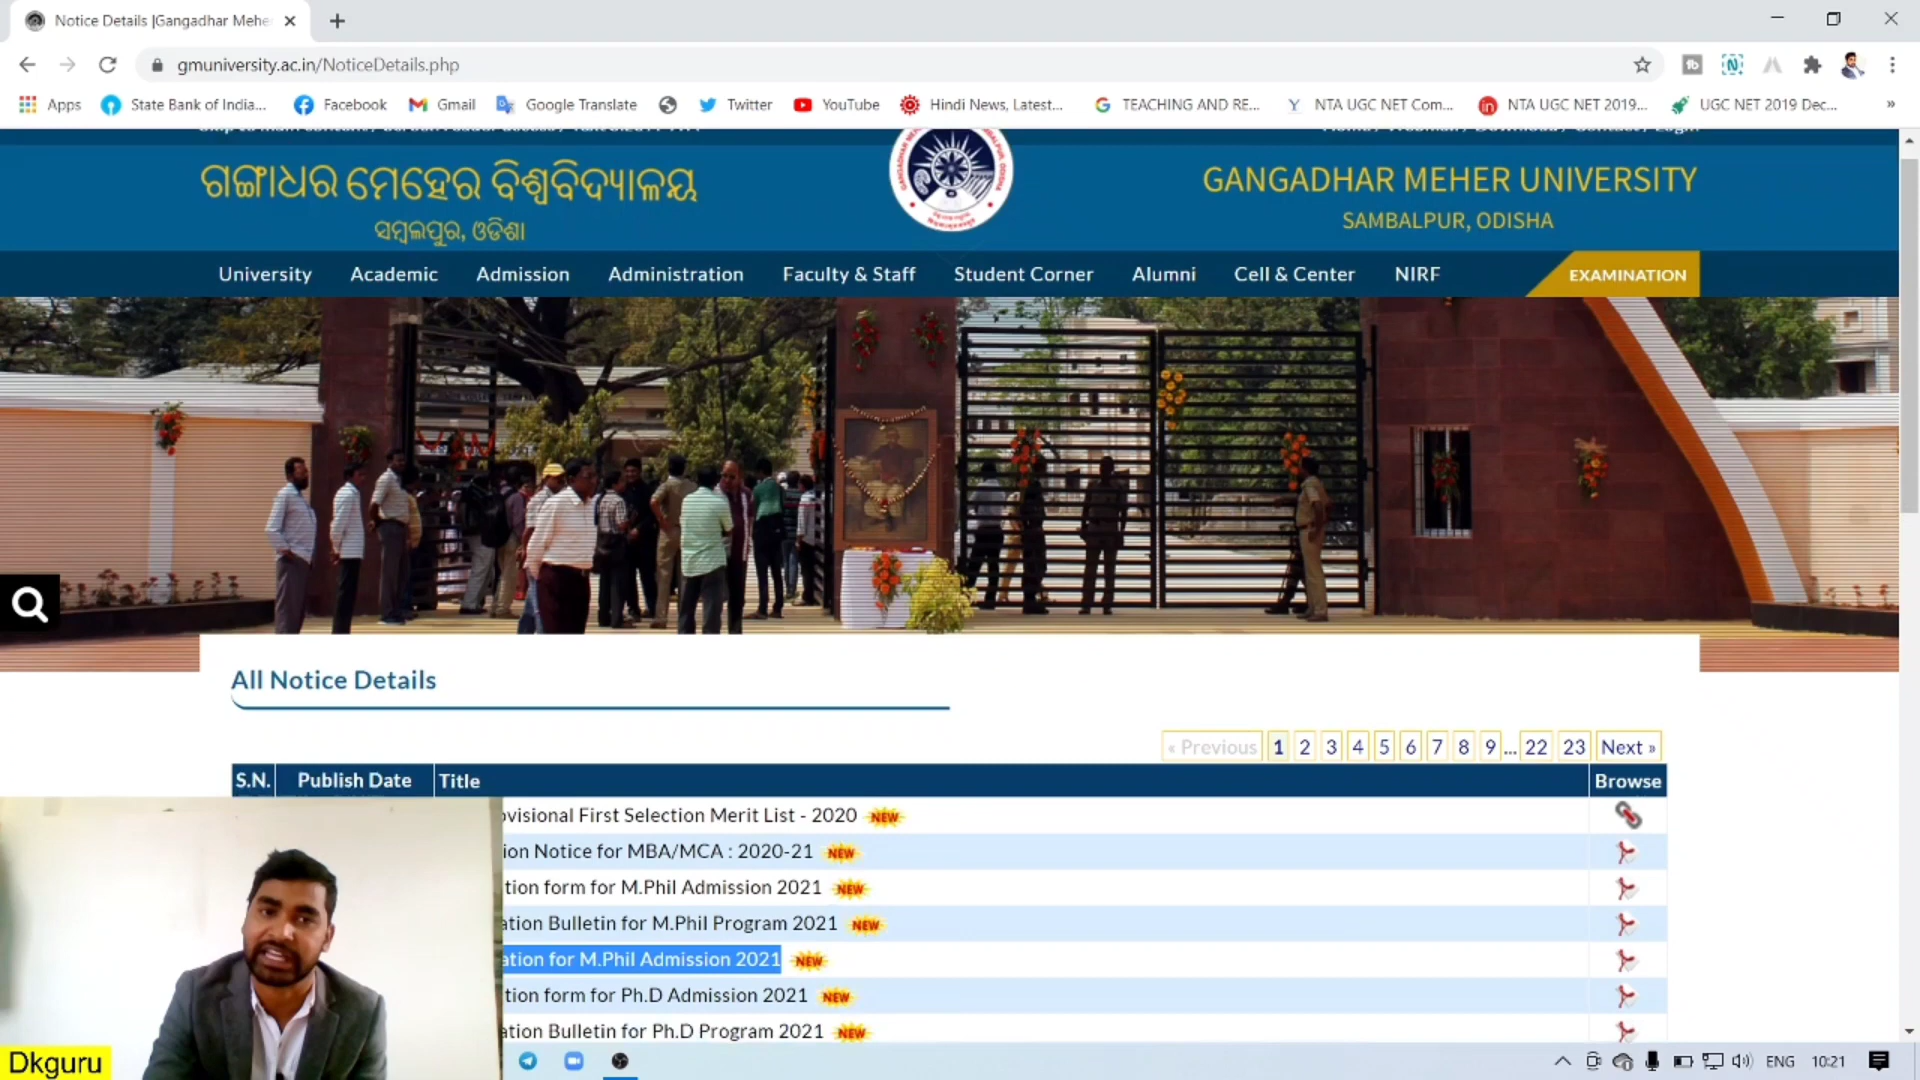 Notice Details |Gangadhar Mehe
gmuniversity.ac.in/NoticeDetails.php
Apps State Bank of India... Facebook Gmail Google Translate Twitter YouTube Hindi News, Latest... TEACHING AND RE... NTA UGC NET Com... NTA UGC NET 2019... UGC NET 2019 Dec... »
ଗଙ୍ଗାଧର ମେହେର ବିଶ୍ୱବିଦ୍ୟାଳୟ
ସମ୍ବଲପୁର, ଓଡିଶା
GANGADHAR MEHER UNIVERSITY
SAMBALPUR, ODISHA
University Academic Admission Administration Faculty & Staff Student Corner Alumni Cell & Center NIRF EXAMINATION
All Notice Details
« Previous 1 2 3 4 5 6 7 8 9 ... 22 23 Next »
S.N. Publish Date Title Browse
ovisional First Selection Merit List - 2020 NEW
ion Notice for MBA/MCA : 2020-21 NEW
tion form for M.Phil Admission 2021 NEW
ation Bulletin for M.Phil Program 2021 NEW
ation for M.Phil Admission 2021 NEW
tion form for Ph.D Admission 2021 NEW
ation Bulletin for Ph.D Program 2021 NEW
Dkguru
ENG 10:21